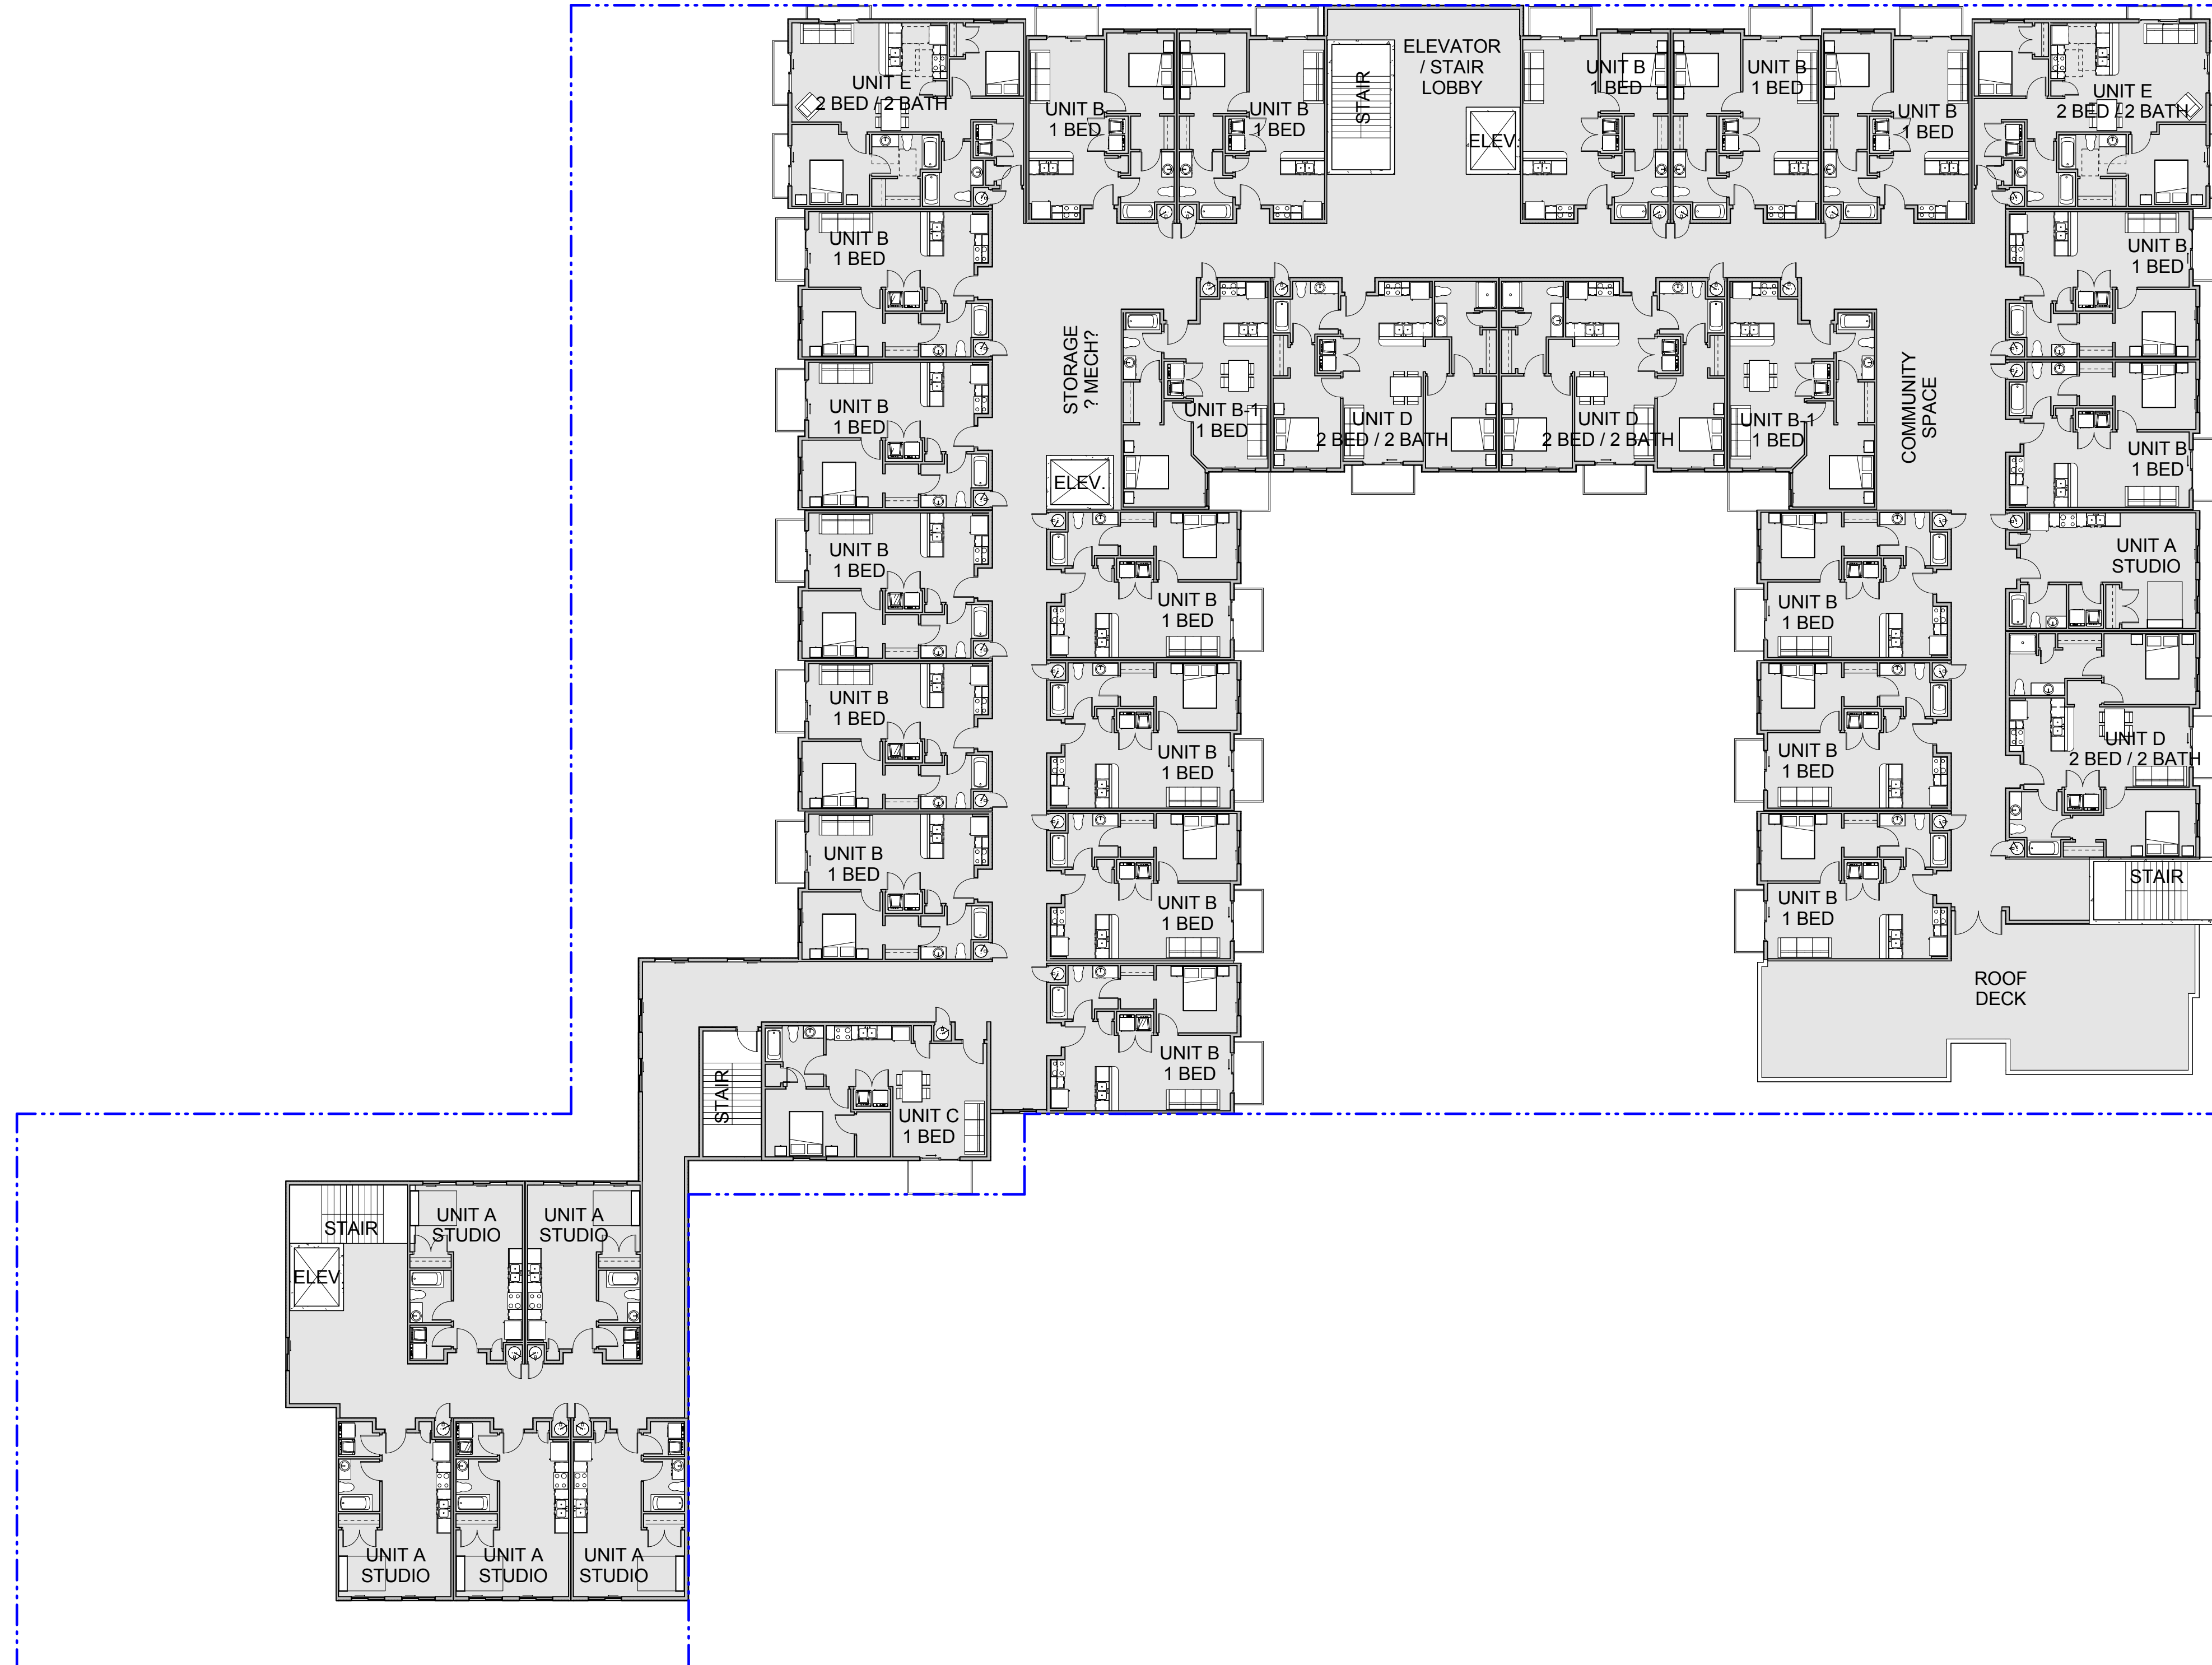 UNIT E
2 BED / 2 BATH
UNIT B
1 BED
UNIT B
1 BED
STAIR
ELEVATOR
/ STAIR
LOBBY
ELEV.
UNIT B
1 BED
UNIT B
1 BED
UNIT B
1 BED
UNIT E
2 BED / 2 BATH
UNIT B
1 BED
UNIT B
1 BED
STORAGE
? MECH?
UNIT B-1
1 BED
UNIT D
2 BED / 2 BATH
UNIT D
2 BED / 2 BATH
UNIT B-1
1 BED
COMMUNITY
SPACE
UNIT B
1 BED
UNIT B
1 BED
ELEV.
UNIT B
1 BED
UNIT A
STUDIO
UNIT B
1 BED
UNIT B
1 BED
UNIT B
1 BED
UNIT B
1 BED
UNIT B
1 BED
UNIT D
2 BED / 2 BATH
UNIT B
1 BED
UNIT B
1 BED
UNIT B
1 BED
STAIR
ROOF
DECK
UNIT B
1 BED
STAIR
UNIT C
1 BED
STAIR
UNIT A
STUDIO
UNIT A
STUDIO
ELEV.
UNIT A
STUDIO
UNIT A
STUDIO
UNIT A
STUDIO